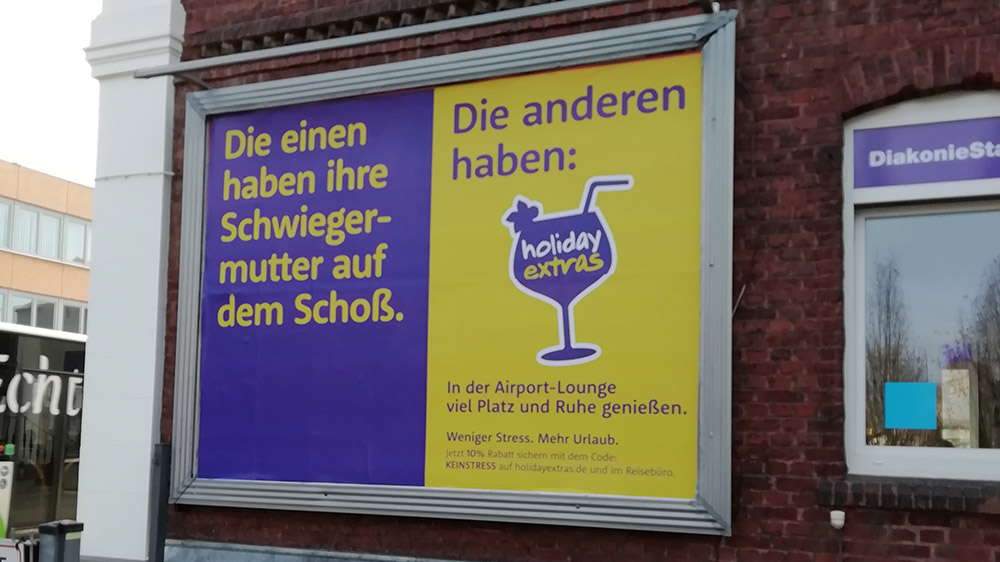 Die einen
haben ihre
Schwieger-
mutter auf
dem Schoß.
Die anderen
haben:
holiday
extras
In der Airport-Lounge
viel Platz und Ruhe genießen.
Weniger Stress. Mehr Urlaub.
Jetzt 10% Rabatt sichern mit dem Code:
KEINSTRESS auf holidayextras.de und im Reisebüro.
DiakonieSta